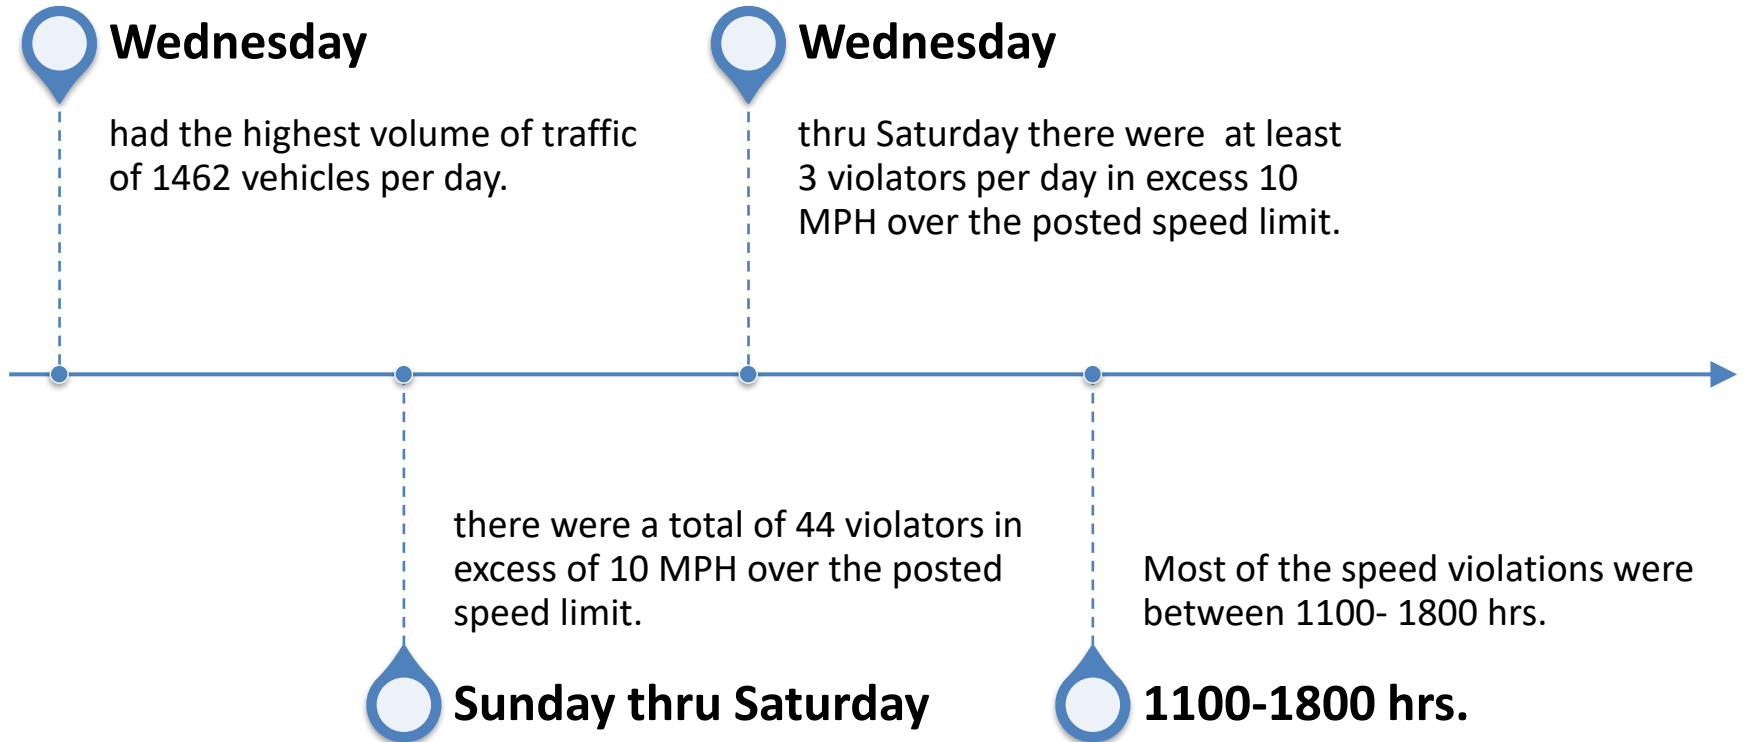 Wednesday
had the highest volume of traffic
of 1462 vehicles per day.
Wednesday
thru Saturday there were  at least
3 violators per day in excess 10
MPH over the posted speed limit.
there were a total of 44 violators in
excess of 10 MPH over the posted
speed limit.
Sunday thru Saturday
Most of the speed violations were
between 1100- 1800 hrs.
1100-1800 hrs.